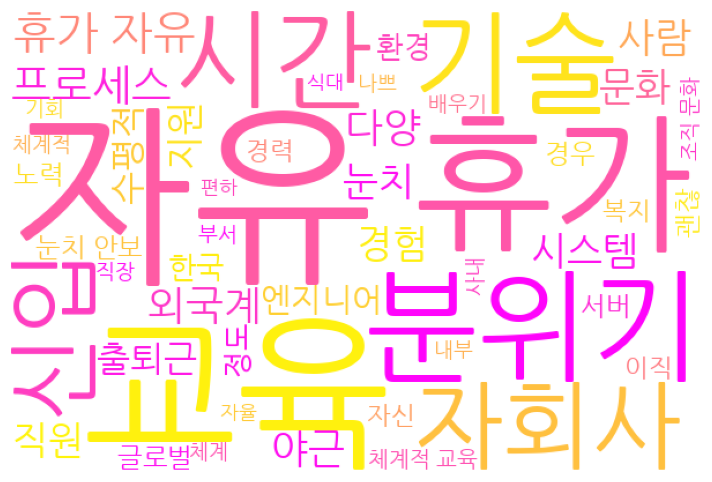 휴가 자유
시간
기술
사람
환경
프로세스
식대
나쁘
문화
기회
배우기
조직 문화
체계적
노력
수평적
지원
자유
경력
다양
휴가
경우
눈치
편하
복지
괜찮
눈치 안보
직장
부서
경험
시스템
한국
사내
신입
외국계
엔지니어
분위기
서버
출퇴근
정도
교육
내부
이직
자율
자신
자회사
직원
글로벌
체계
야근
체계적 교육